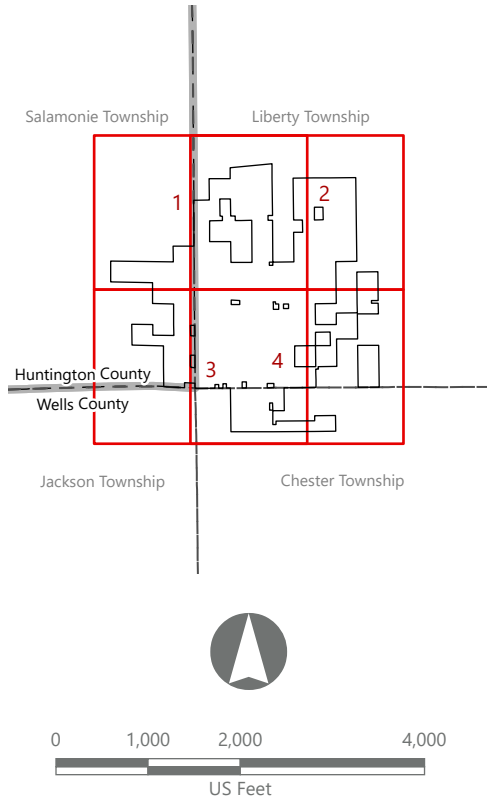 Salamonie Township
Liberty Township
1
2
3
4
Huntington County
Wells County
Jackson Township
Chester Township
0
1,000
2,000
4,000
US Feet